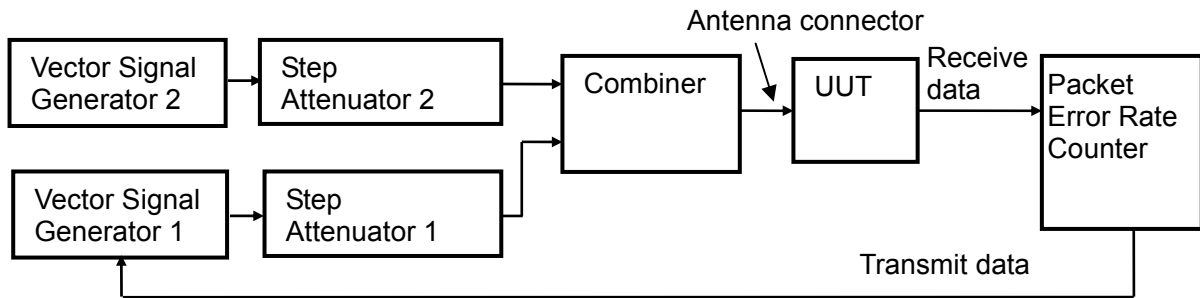 Antenna connector
Vector Signal
Generator 2
Step
Attenuator 2
Combiner
UUT
Receive
data
Packet
Error Rate
Counter
Vector Signal
Generator 1
Step
Attenuator 1
Transmit data